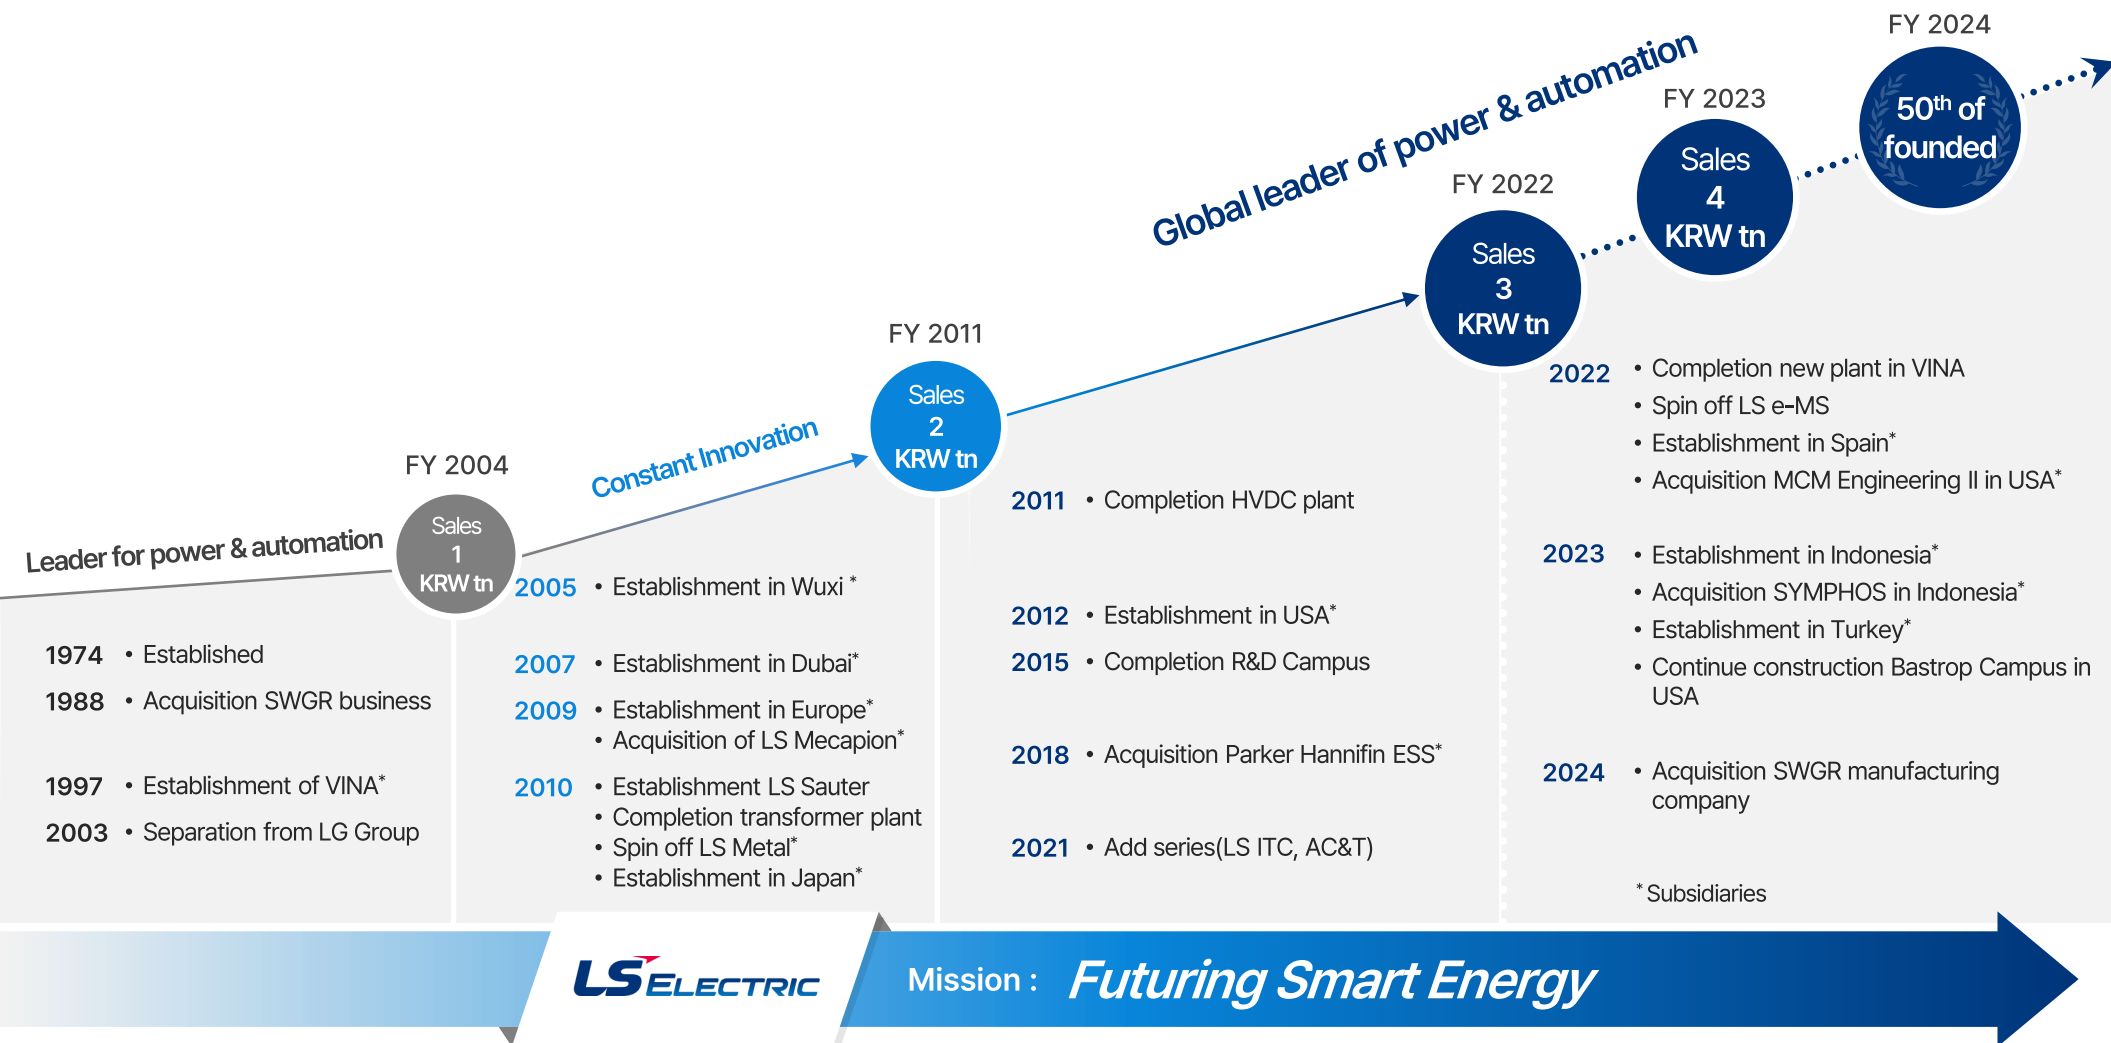 Leader for power & automation
FY 2004
Sales
1
KRW tn
1974 • Established
1988 • Acquisition SWGR business
1997 • Establishment of VINA*
2003 • Separation from LG Group
Constant Innovation
FY 2011
Sales
2
KRW tn
2005 • Establishment in Wuxi *
2007 • Establishment in Dubai*
2009 • Establishment in Europe*
• Acquisition of LS Mecapion*
2010 • Establishment LS Sauter
• Completion transformer plant
• Spin off LS Metal*
• Establishment in Japan*
Global leader of power & automation
FY 2022
Sales
3
KRW tn
2011 • Completion HVDC plant
2012 • Establishment in USA*
2015 • Completion R&D Campus
2018 • Acquisition Parker Hannifin ESS*
2021 • Add series(LS ITC, AC&T)
FY 2023
Sales
4
KRW tn
FY 2024
50th of
founded
2022 • Completion new plant in VINA
• Spin off LS e-MS
• Establishment in Spain*
• Acquisition MCM Engineering II in USA*
2023 • Establishment in Indonesia*
• Acquisition SYMPHOS in Indonesia*
• Establishment in Turkey*
• Continue construction Bastrop Campus in
USA
2024 • Acquisition SWGR manufacturing
company
* Subsidiaries
LS ELECTRIC
Mission : Futuring Smart Energy